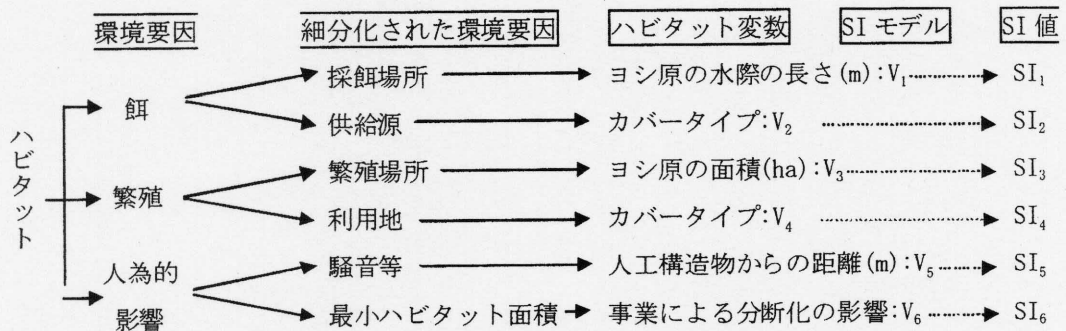 環境要因 細分化された環境要因 ハビタット変数 SI モデル SI 値
ハビタット
餌
採餌場所 ヨシ原の水際の長さ(m):V₁ SI₁
供給源 カバータイプ:V₂ SI₂
繁殖
繁殖場所 ヨシ原の面積(ha):V₃ SI₃
利用地 カバータイプ:V₄ SI₄
人為的
影響
騒音等 人工構造物からの距離(m):V₅ SI₅
最小ハビタット面積 事業による分断化の影響:V₆ SI₆